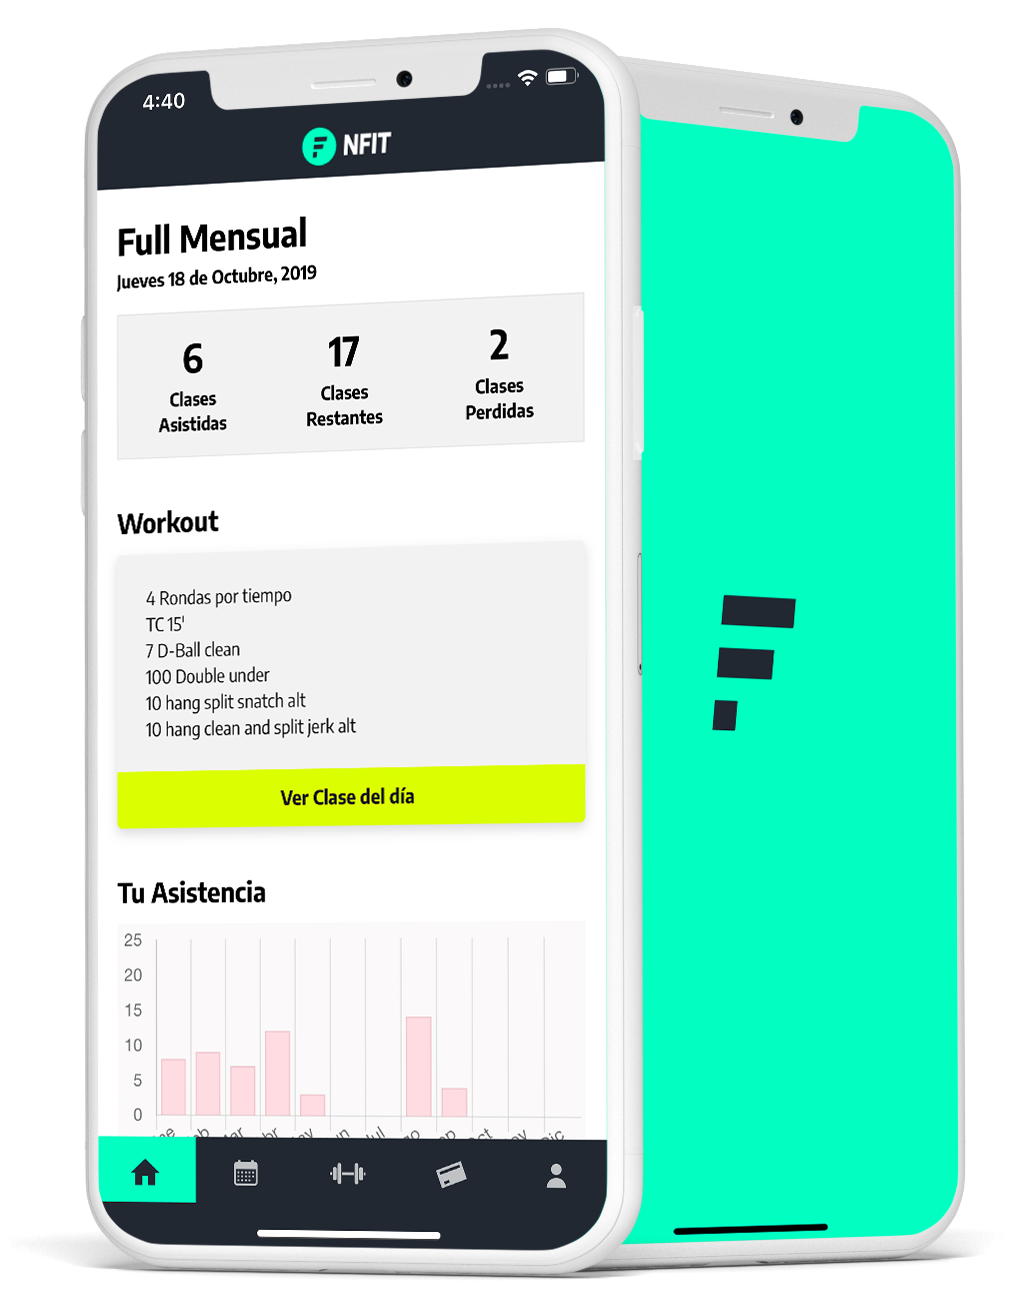 4:40
NFIT
Full Mensual
Jueves 18 de Octubre, 2019
6
Clases
Asistidas
17
Clases
Restantes
2
Clases
Perdidas
Workout
4 Rondas por tiempo
TC 15'
7 D-Ball clean
100 Double under
10 hang split snatch alt
10 hang clean and split jerk alt
Ver Clase del día
Tu Asistencia
25
20
15
10
5
0